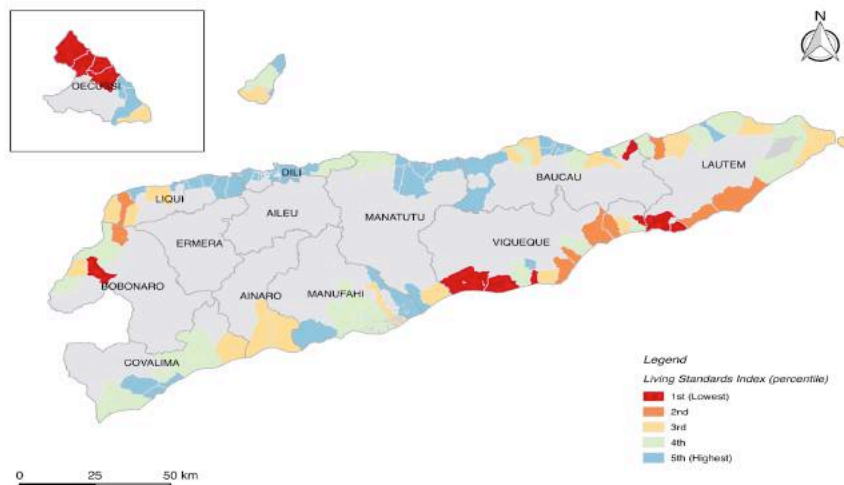 N
OECUSSI
DILI
LAUTEM
BAUCAU
LIQUI
AILEU
MANATUTU
ERMERA
VIQUEQUE
BOBONARO
AINARO
MANUFAHI
COVALIMA
Legend
Living Standards Index (percentile)
1st (Lowest)
2nd
3rd
4th
5th (Highest)
0 25 50 km